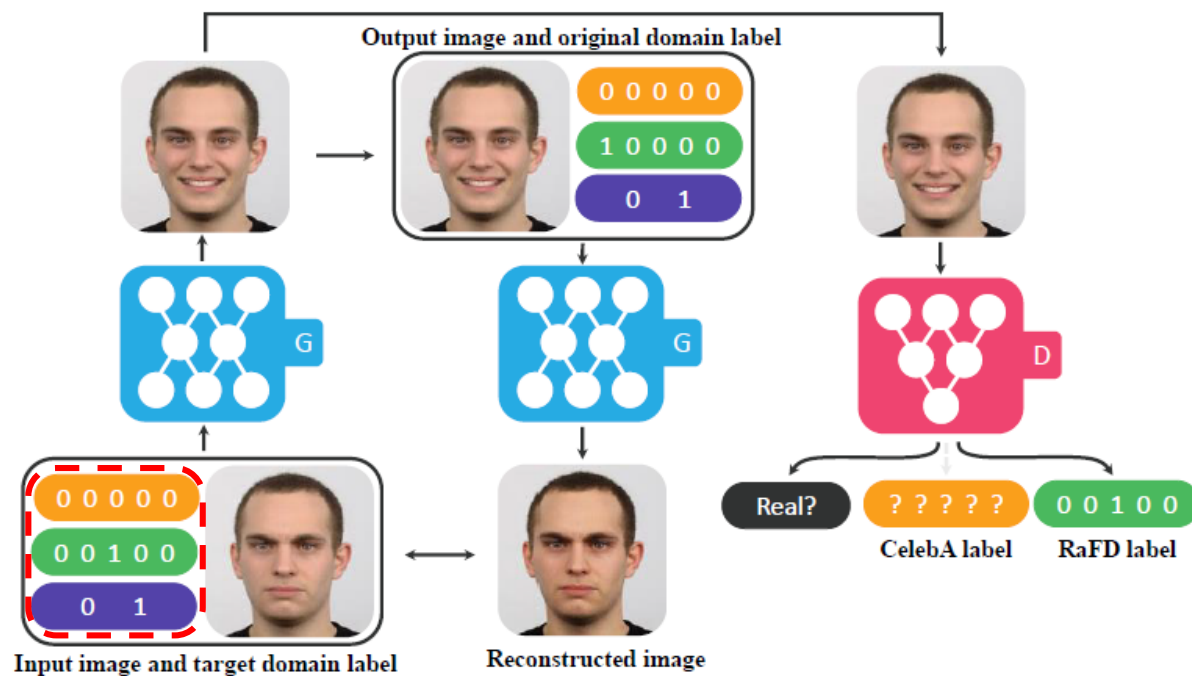 Output image and original domain label
0 0 0 0 0
1 0 0 0 0
0 1
G
G
D
0 0 0 0 0
0 0 1 0 0
0 1
Real?
? ? ? ? ?
0 0 1 0 0
CelebA label
RaFD label
Input image and target domain label
Reconstructed image